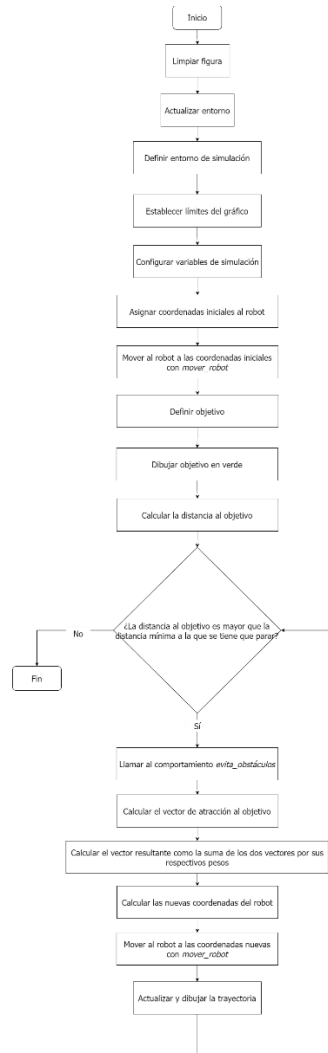 Inicio
Limpiar figura
Actualizar entorno
Definir entorno de simulación
Establecer límites del gráfico
Configurar variables de simulación
Asignar coordenadas iniciales al robot
Mover al robot a las coordenadas iniciales
con mover_robot
Definir objetivo
Dibujar objetivo en verde
Calcular la distancia al objetivo
¿La distancia al objetivo es mayor que la
distancia mínima a la que se tiene que parar?
No
Fin
Sí
Llamar al comportamiento evita_obstáculos
Calcular el vector de atracción al objetivo
Calcular el vector resultante como la suma de los dos vectores por sus
respectivos pesos
Calcular las nuevas coordenadas del robot
Mover al robot a las coordenadas nuevas
con mover_robot
Actualizar y dibujar la trayectoria